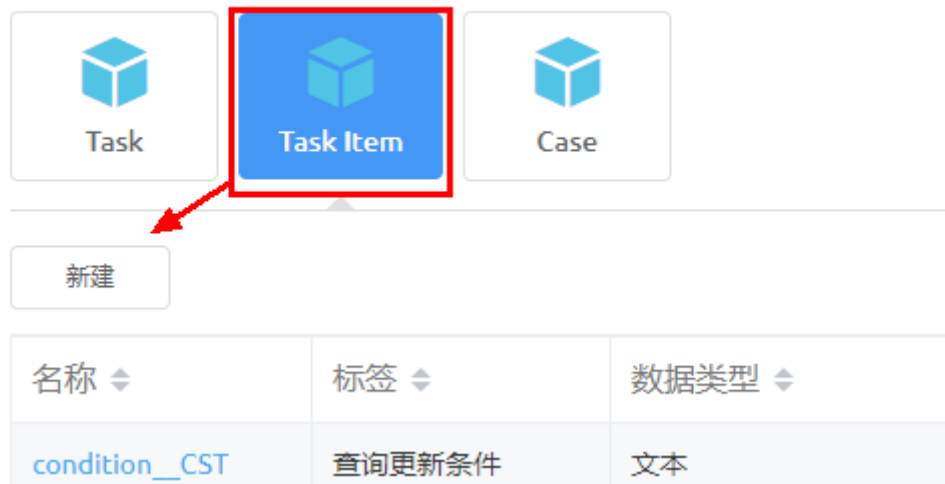 Task
Task Item
Case
新建
名称 标签 数据类型
condition__CST 查询更新条件 文本